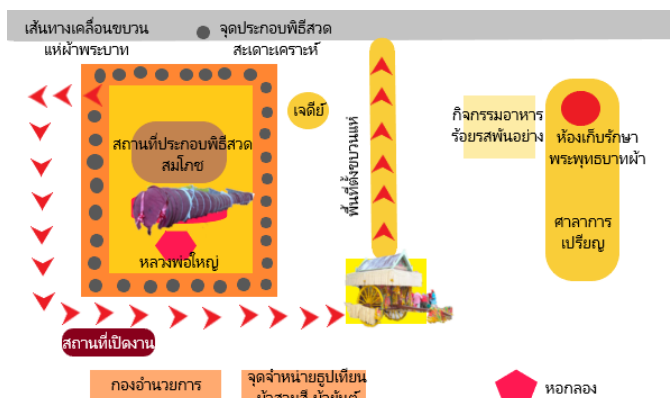 เส้นทางเคลื่อนขบวน
แห่ผ้าพระบาท
จุดประกอบพิธีสวด
สะเดาะเคราะห์
สถานที่ประกอบพิธีสวด
สมโภช
หลวงพ่อใหญ่
เจดีย์
พื้นที่ตั้งขบวนแห่
กิจกรรมอาหาร
ร้อยรสพันอย่าง
ห้องเก็บรักษา
พระพุทธบาทผ้า
ศาลาการ
เปรียญ
สถานที่เปิดงาน
กองอำนวยการ
จุดจำหน่ายธูปเทียน
หอกลอง